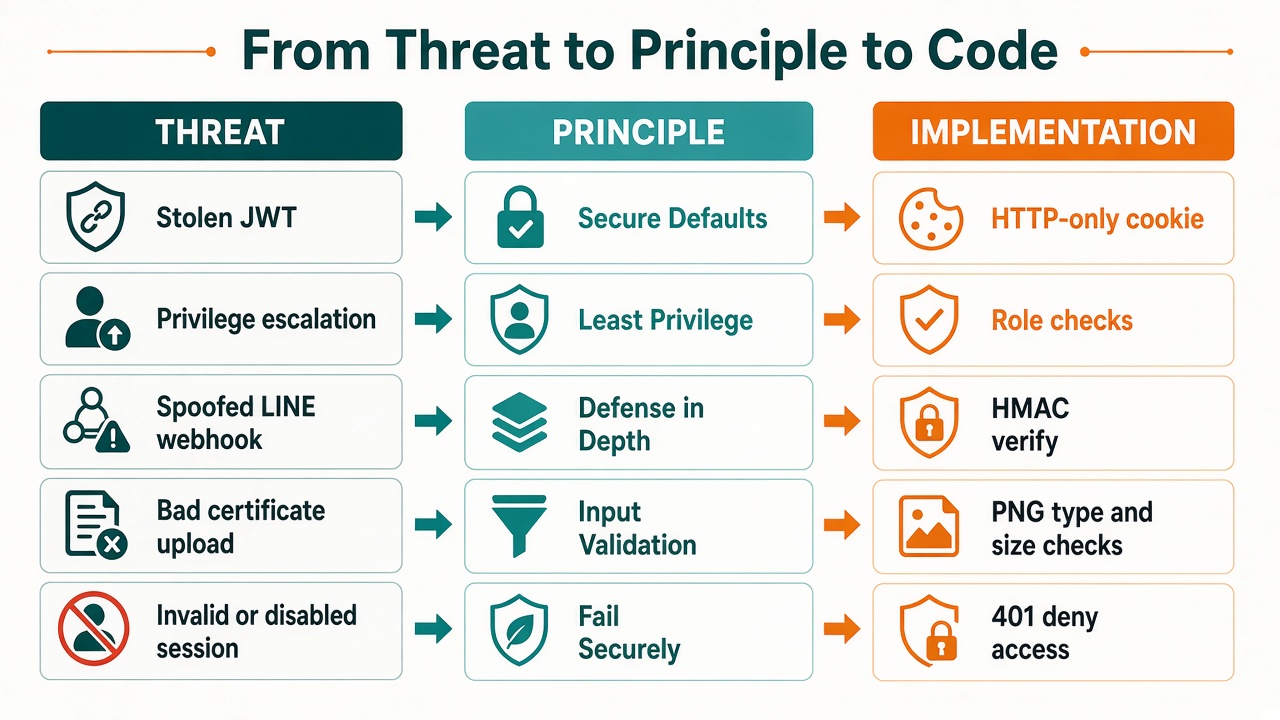 From Threat to Principle to Code
THREAT
PRINCIPLE
IMPLEMENTATION
Stolen JWT
Secure Defaults
HTTP-only cookie
Privilege escalation
Least Privilege
Role checks
Spoofed LINE
webhook
Defense in
Depth
HMAC
verify
Bad certificate
upload
Input
Validation
PNG type and
size checks
Invalid or disabled
session
Fail
Securely
401 deny
access